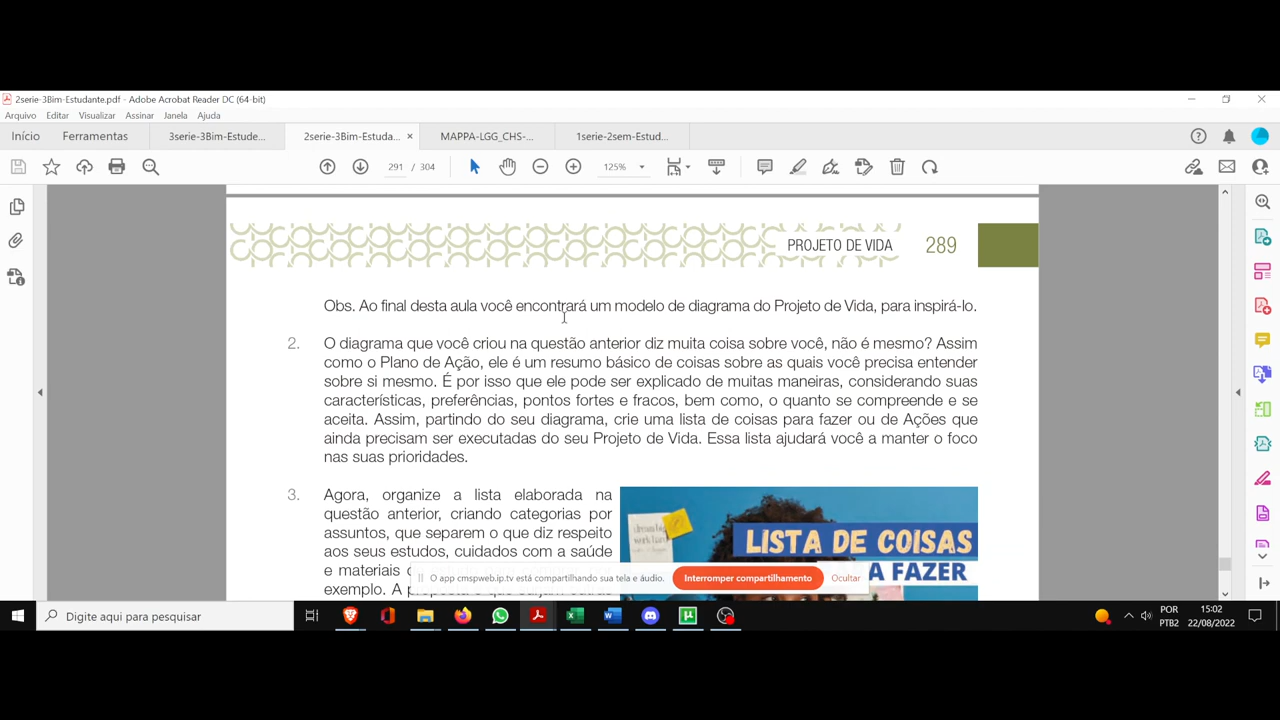 2serie-3Bim-Estudante.pdf - Adobe Acrobat Reader DC (64-bit)
Arquivo Editar Visualizar Assinar Janela Ajuda
Início Ferramentas 3serie-3Bim-Estude... 2serie-3Bim-Estuda... × MAPPA-LGG_CHS-... 1serie-2sem-Estud...
291 / 304 125%
PROJETO DE VIDA 289
Obs. Ao final desta aula você encontrará um modelo de diagrama do Projeto de Vida, para inspirá-lo.
2. O diagrama que você criou na questão anterior diz muita coisa sobre você, não é mesmo? Assim
como o Plano de Ação, ele é um resumo básico de coisas sobre as quais você precisa entender
sobre si mesmo. É por isso que ele pode ser explicado de muitas maneiras, considerando suas
características, preferências, pontos fortes e fracos, bem como, o quanto se compreende e se
aceita. Assim, partindo do seu diagrama, crie uma lista de coisas para fazer ou de Ações que
ainda precisam ser executadas do seu Projeto de Vida. Essa lista ajudará você a manter o foco
nas suas prioridades.
3. Agora, organize a lista elaborada na
questão anterior, criando categorias por
assuntos, que separem o que diz respeito
aos seus estudos, cuidados com a saúde
e materiais
exemplo. A
dream big
work hard
LISTA DE COISAS
A FAZER
O app cmspweb.ip.tv está compartilhando sua tela e áudio. Interromper compartilhamento Ocultar
Digite aqui para pesquisar
POR
PTB2
15:02
22/08/2022